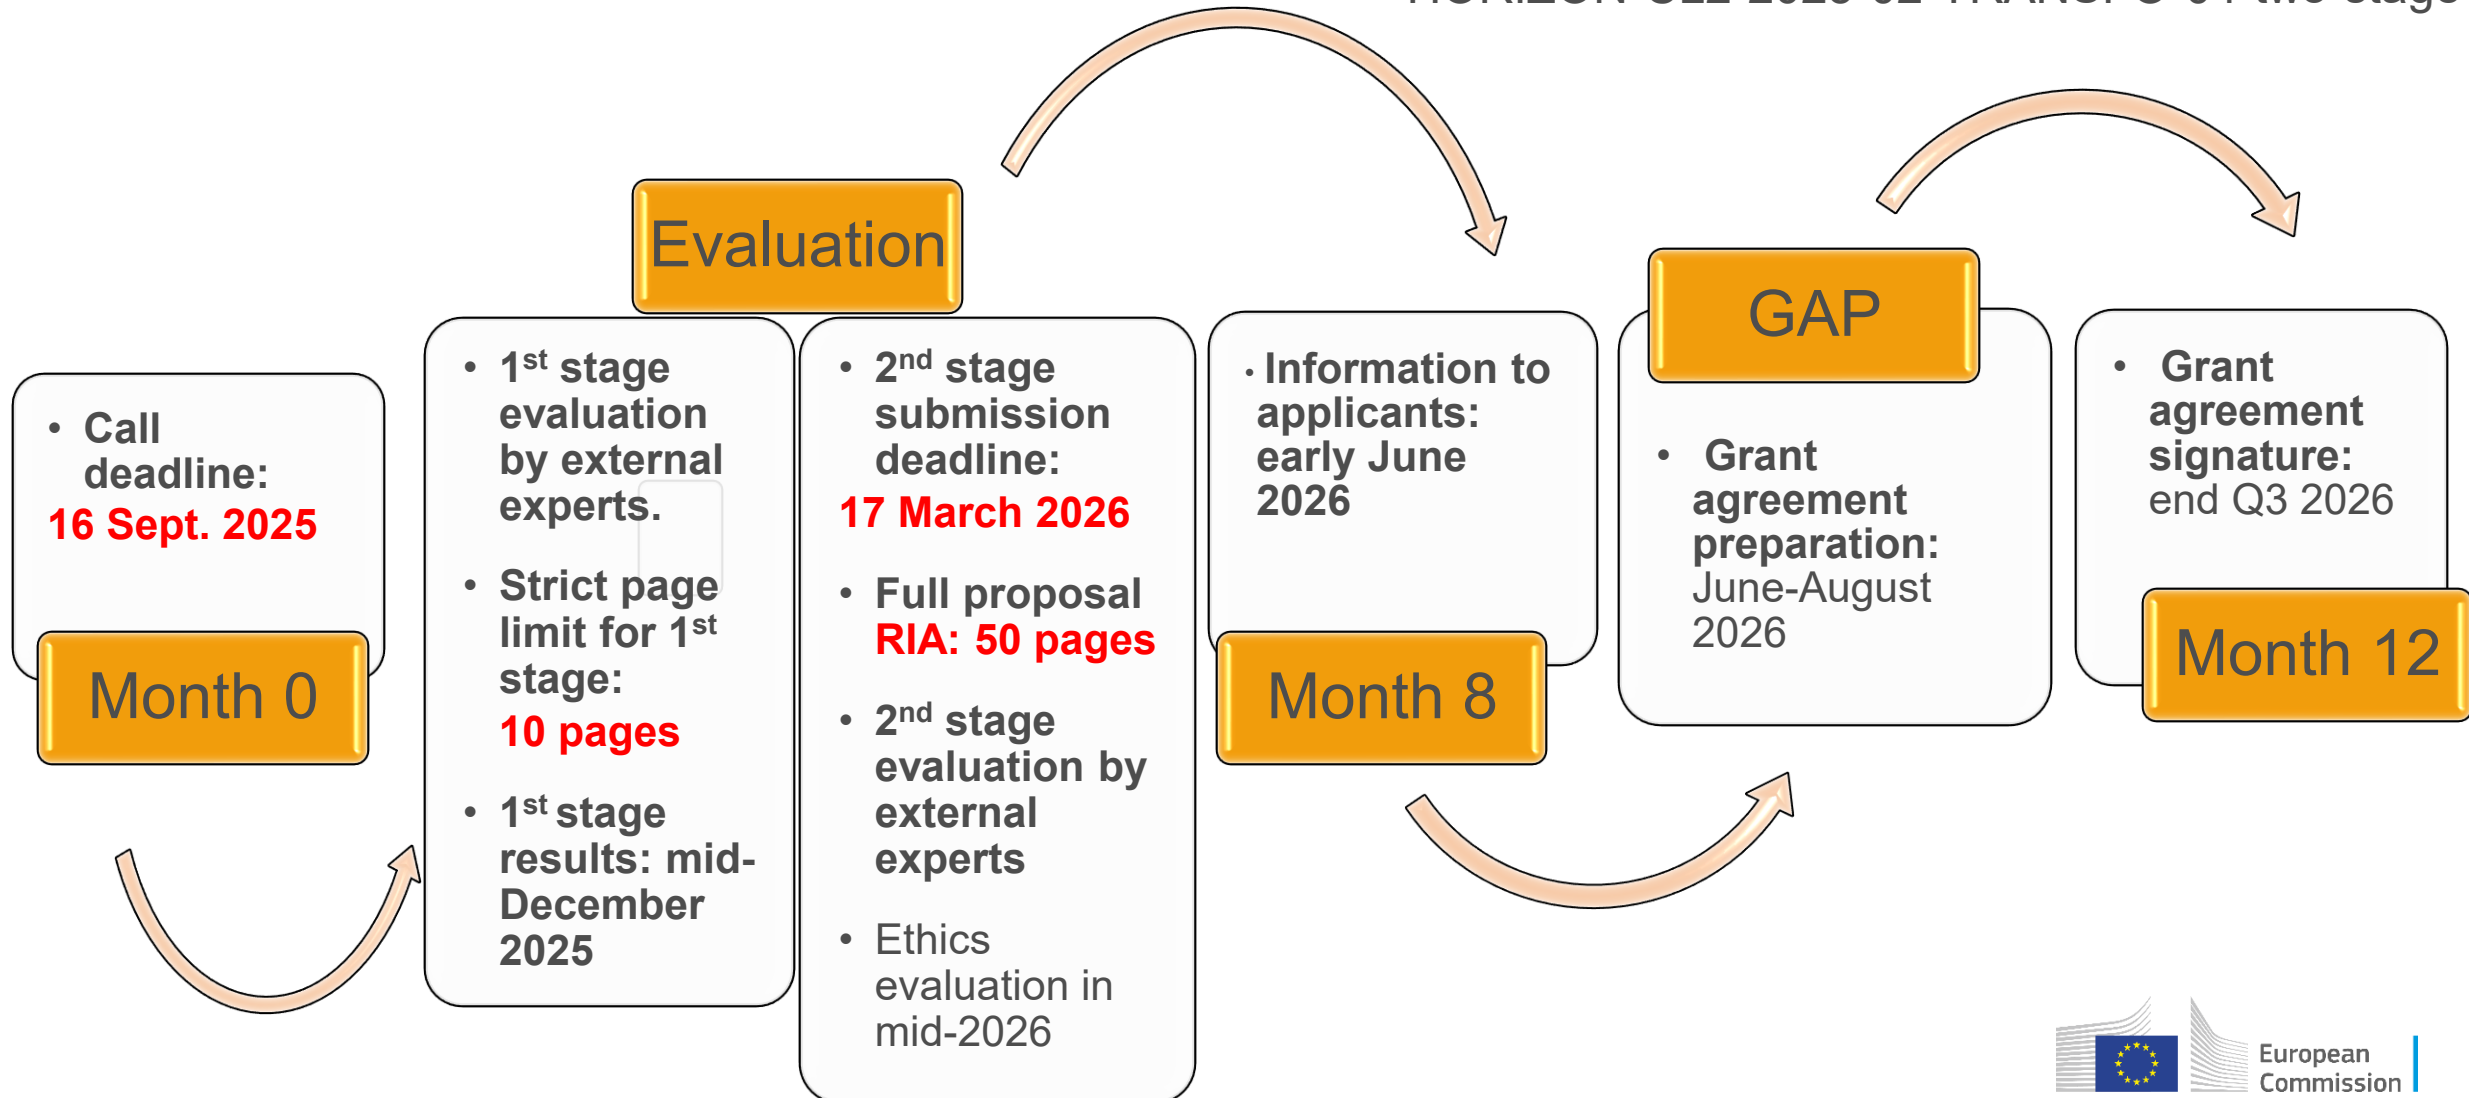 Evaluation
GAP
• Call
deadline:
16 Sept. 2025
Month 0
• 1st stage
evaluation
by external
experts.
• Strict page
limit for 1st
stage:
10 pages
• 1st stage
results: mid-
December
2025
• 2nd stage
submission
deadline:
17 March 2026
• Full proposal
RIA: 50 pages
• 2nd stage
evaluation by
external
experts
• Ethics
evaluation in
mid-2026
• Information to
applicants:
early June
2026
Month 8
• Grant
agreement
preparation:
June-August
2026
• Grant
agreement
signature:
end Q3 2026
Month 12
European
Commission